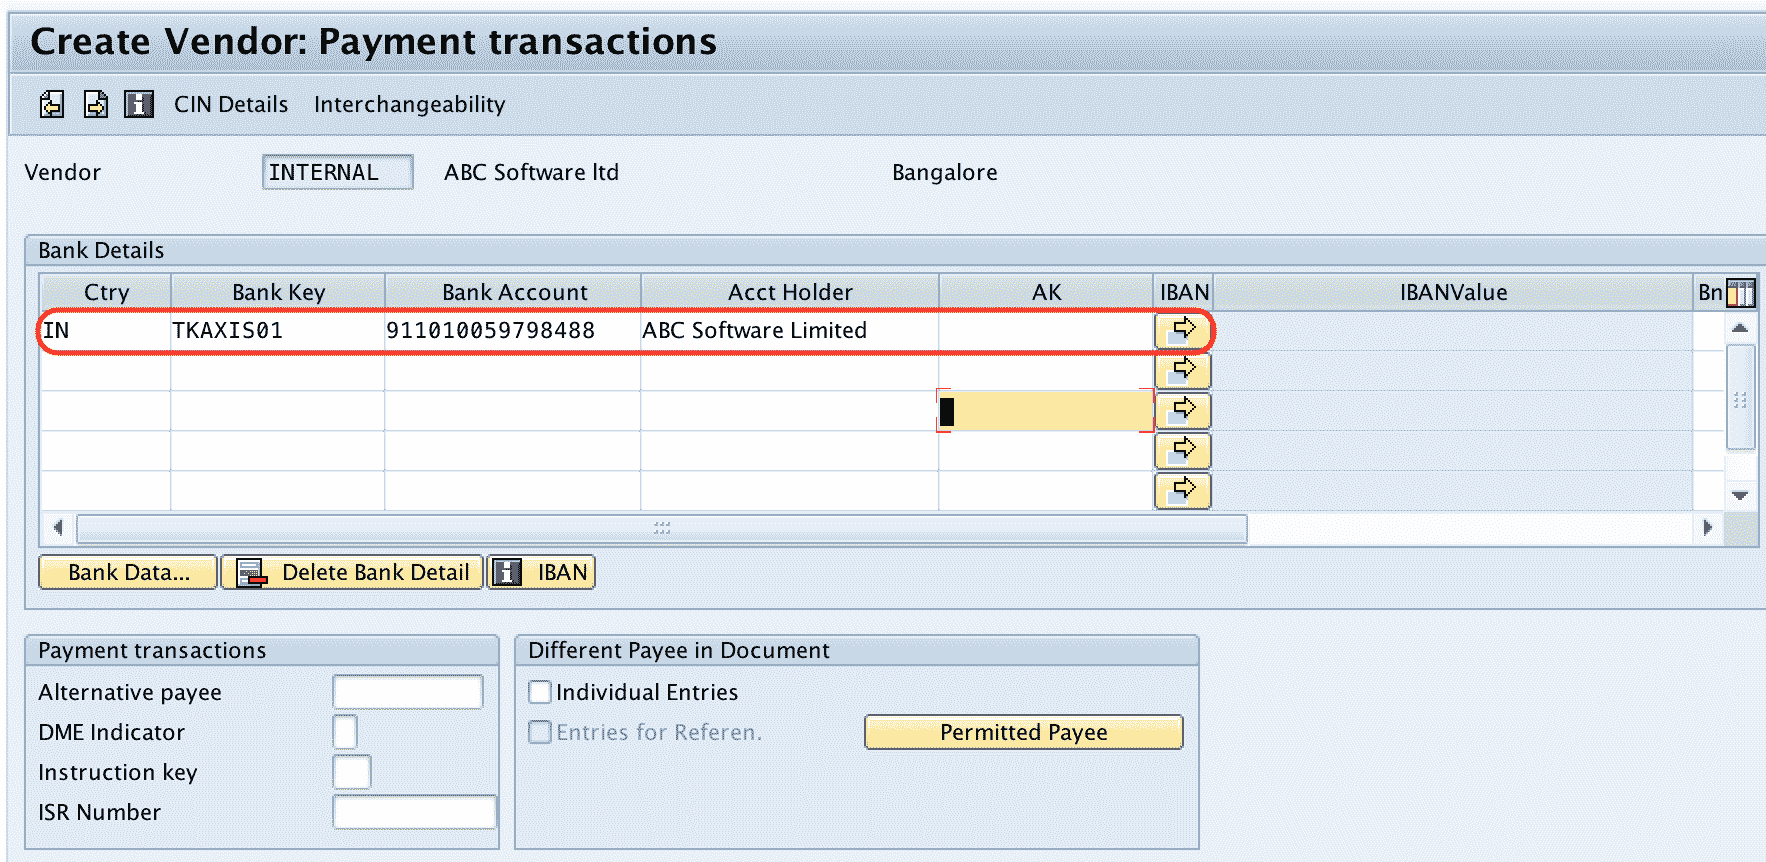 Create Vendor: Payment transactions
CIN Details Interchangeability
Vendor INTERNAL ABC Software ltd Bangalore
Bank Details
Ctry Bank Key Bank Account Acct Holder AK IBAN IBANValue Bn
IN TKAXIS01 911010059798488 ABC Software Limited
Bank Data... Delete Bank Detail IBAN
Payment transactions Different Payee in Document
Alternative payee Individual Entries
DME Indicator Entries for Referen. Permitted Payee
Instruction key
ISR Number